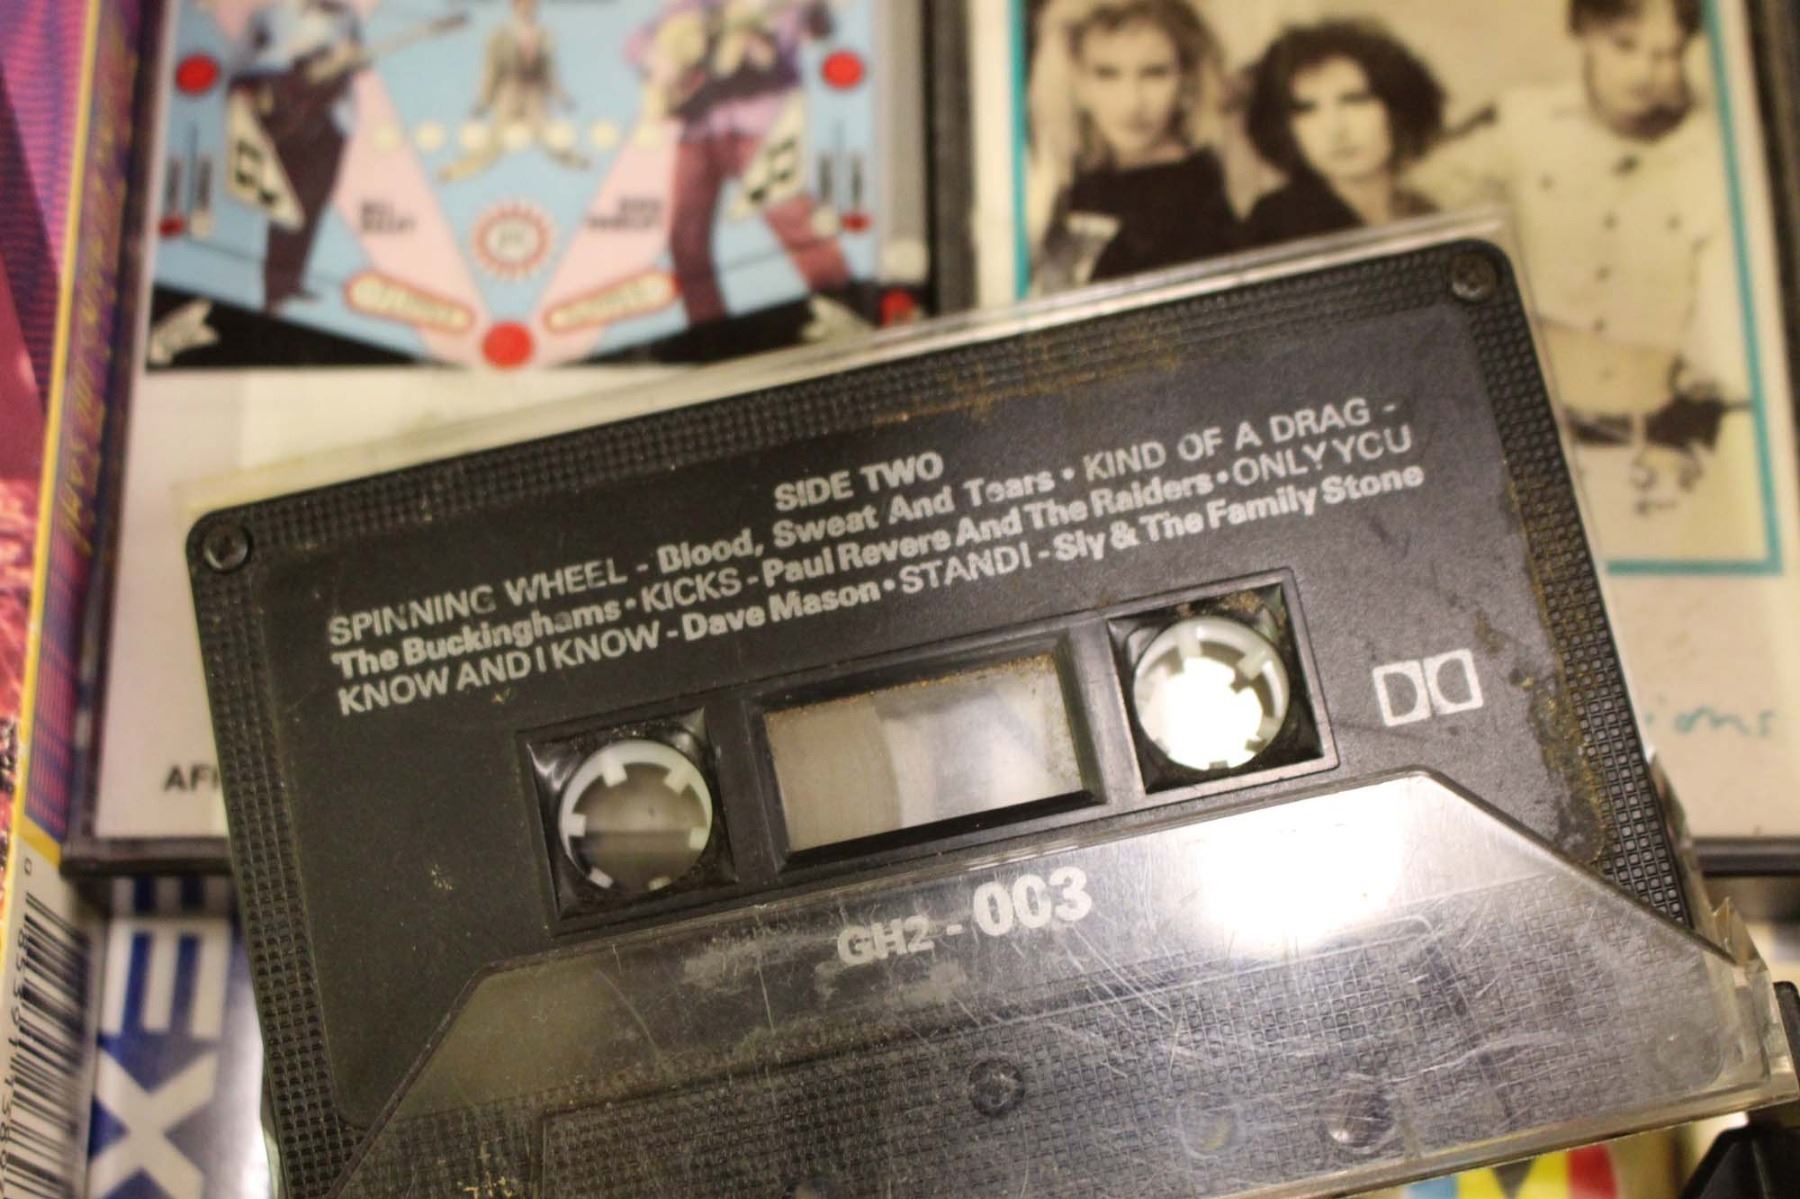 SIDE TWO
SPINNING WHEEL - Blood, Sweat And Tears • KIND OF A DRAG -
The Buckinghams • KICKS - Paul Revere And The Raiders • ONLY YOU
KNOW AND I KNOW - Dave Mason • STAND! - Sly & The Family Stone
GH2 - 003